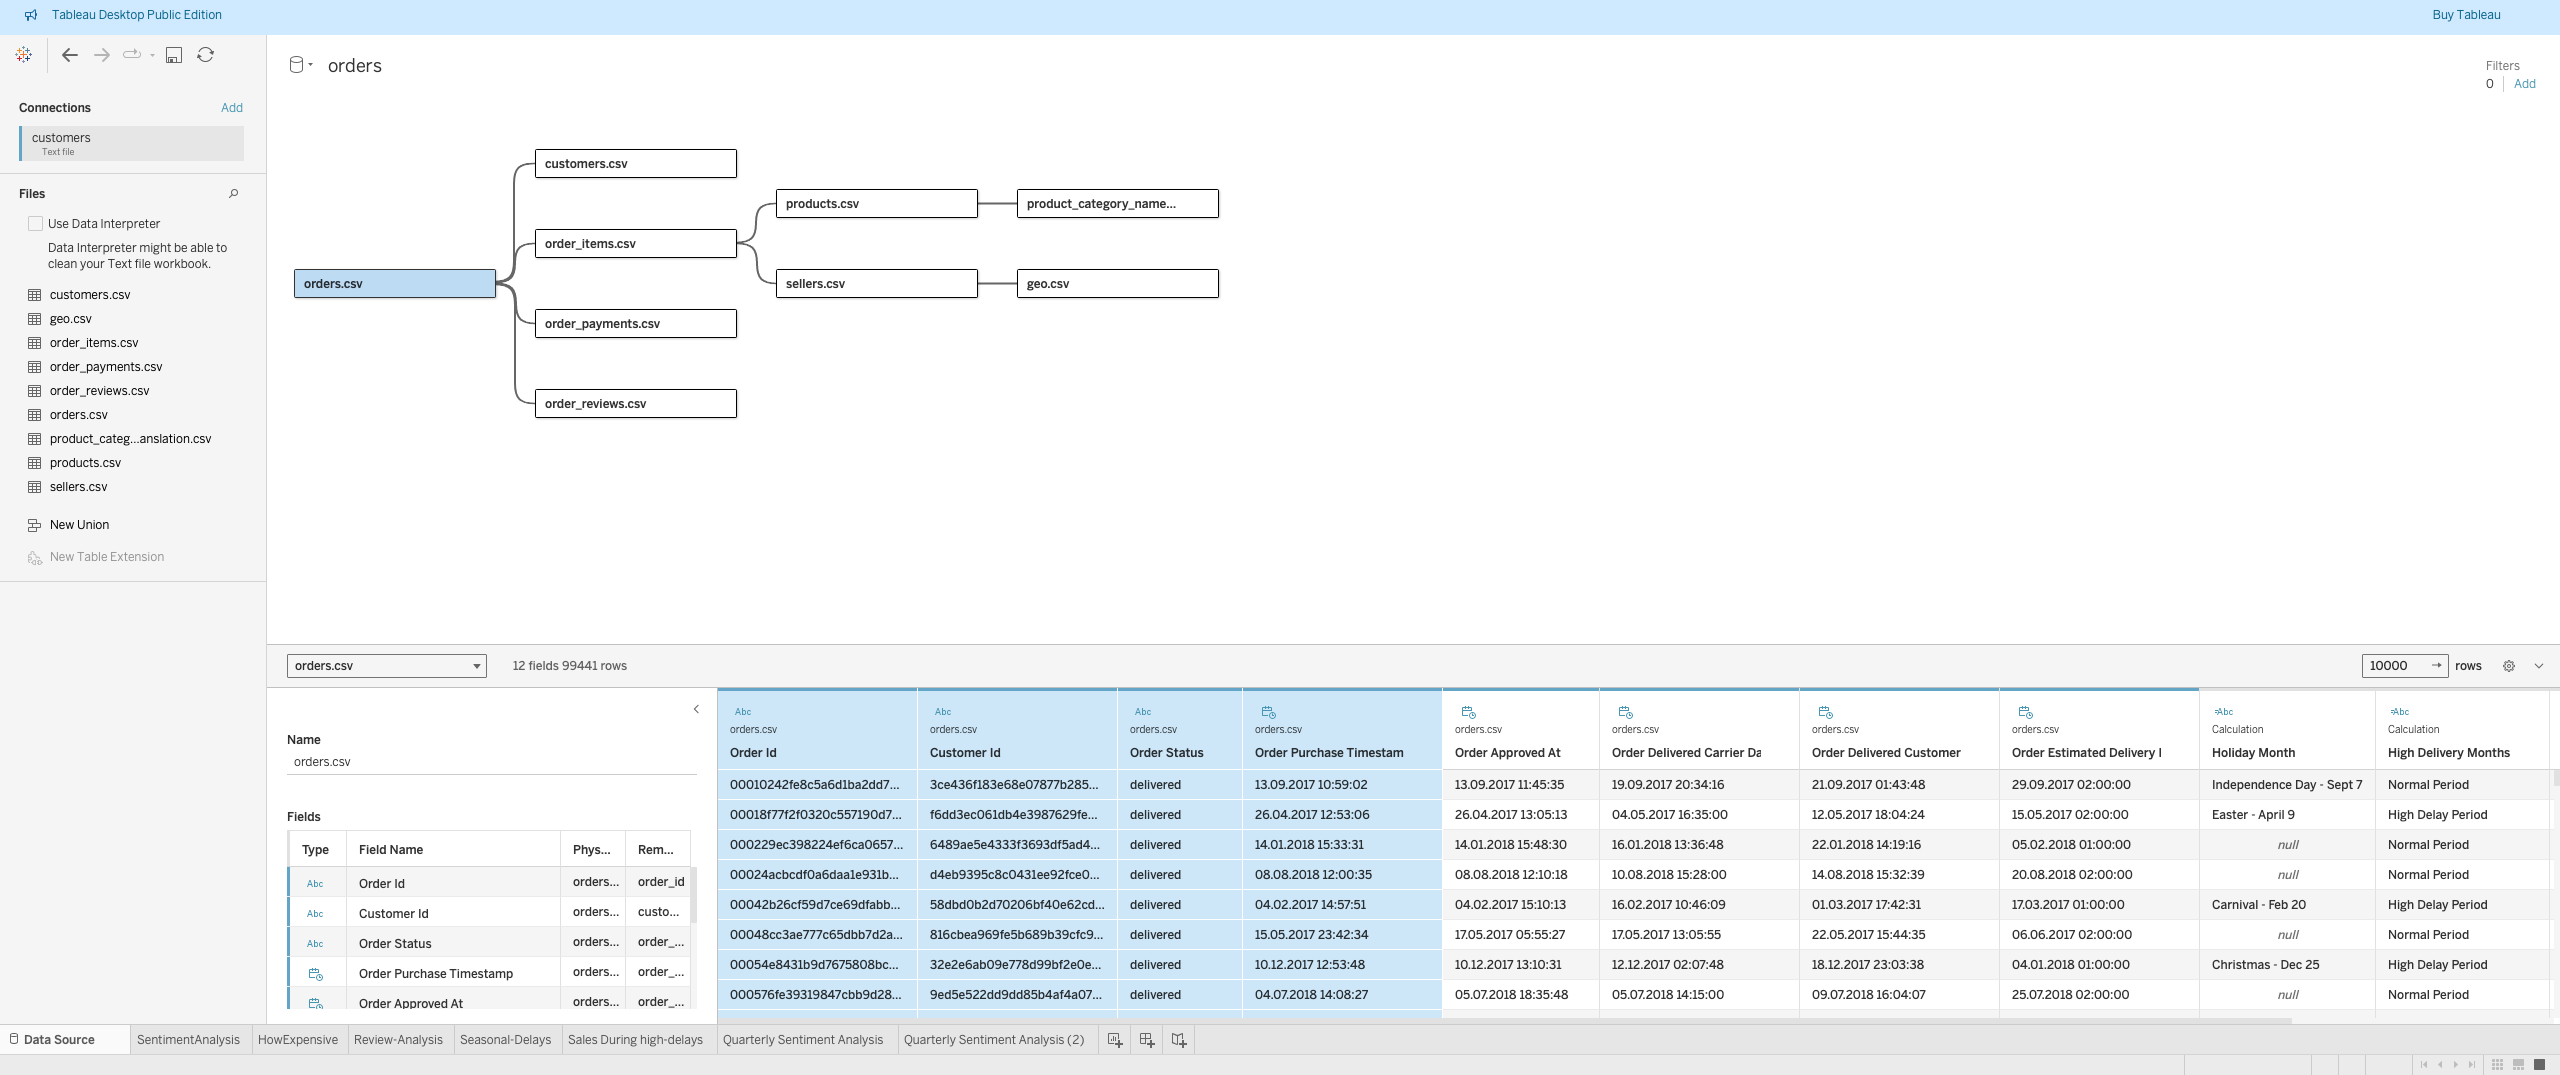 Tableau Desktop Public Edition
Buy Tableau
Connections
Add
customers
Text file
Files
Use Data Interpreter
Data Interpreter might be able to
clean your Text file workbook.
customers.csv
geo.csv
order_items.csv
order_payments.csv
order_reviews.csv
orders.csv
product_categ...anslation.csv
products.csv
sellers.csv
New Union
New Table Extension
orders
Filters
0 Add
customers.csv
products.csv
product_category_name...
order_items.csv
orders.csv
sellers.csv
geo.csv
order_payments.csv
order_reviews.csv
orders.csv 12 fields 99441 rows
10000 rows
Name
orders.csv
Fields
Type Field Name Phys... Rem...
Abc Order Id orders... order_id
Abc Customer Id orders... custo...
Abc Order Status orders... order_...
Order Purchase Timestamp orders... order_...
Order Approved At orders... order_...
Abc Abc Abc =Abc =Abc
orders.csv orders.csv orders.csv orders.csv orders.csv orders.csv orders.csv orders.csv Calculation Calculation
Order Id Customer Id Order Status Order Purchase Timestam Order Approved At Order Delivered Carrier Da Order Delivered Customer Order Estimated Delivery I Holiday Month High Delivery Months
00010242fe8c5a6d1ba2dd7... 3ce436f183e68e07877b285... delivered 13.09.2017 10:59:02 13.09.2017 11:45:35 19.09.2017 20:34:16 21.09.2017 01:43:48 29.09.2017 02:00:00 Independence Day - Sept 7 Normal Period
00018f77f2f0320c557190d7... f6dd3ec061db4e3987629fe... delivered 26.04.2017 12:53:06 26.04.2017 13:05:13 04.05.2017 16:35:00 12.05.2017 18:04:24 15.05.2017 02:00:00 Easter - April 9 High Delay Period
000229ec398224ef6ca0657... 6489ae5e4333f3693df5ad4... delivered 14.01.2018 15:33:31 14.01.2018 15:48:30 16.01.2018 13:36:48 22.01.2018 14:19:16 05.02.2018 01:00:00 null Normal Period
00024acbcdf0a6daa1e931b... d4eb9395c8c0431ee92fce0... delivered 08.08.2018 12:00:35 08.08.2018 12:10:18 10.08.2018 15:28:00 14.08.2018 15:32:39 20.08.2018 02:00:00 null Normal Period
00042b26cf59d7ce69dfabb... 58dbd0b2d70206bf40e62cd... delivered 04.02.2017 14:57:51 04.02.2017 15:10:13 16.02.2017 10:46:09 01.03.2017 17:42:31 17.03.2017 01:00:00 Carnival - Feb 20 High Delay Period
00048cc3ae777c65dbb7d2a... 816cbea969fe5b689b39cfc9... delivered 15.05.2017 23:42:34 17.05.2017 05:55:27 17.05.2017 13:05:55 22.05.2017 15:44:35 06.06.2017 02:00:00 null Normal Period
00054e8431b9d7675808bc... 32e2e6ab09e778d99bf2e0e... delivered 10.12.2017 12:53:48 10.12.2017 13:10:31 12.12.2017 02:07:48 18.12.2017 23:03:38 04.01.2018 01:00:00 Christmas - Dec 25 High Delay Period
000576fe39319847cbb9d28... 9ed5e522dd9dd85b4af4a07... delivered 04.07.2018 14:08:27 05.07.2018 18:35:48 05.07.2018 14:15:00 09.07.2018 16:04:07 25.07.2018 02:00:00 null Normal Period
Data Source SentimentAnalysis HowExpensive Review-Analysis Seasonal-Delays Sales During high-delays Quarterly Sentiment Analysis Quarterly Sentiment Analysis (2)